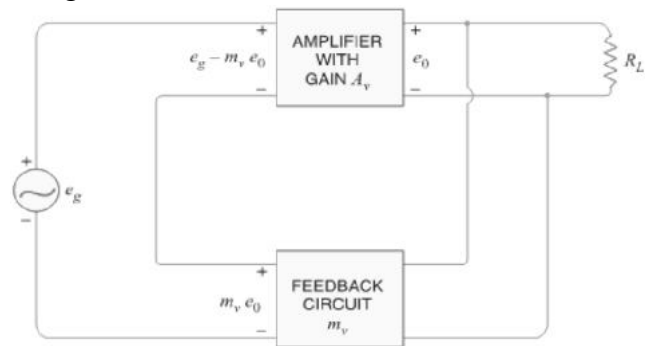 +
AMPLIFIER
WITH
GAIN A_v
+
e_g – m_v e_0
e_0
R_L
–
–
+
e_g
–
+
FEEDBACK
CIRCUIT
m_v
m_v e_0
–